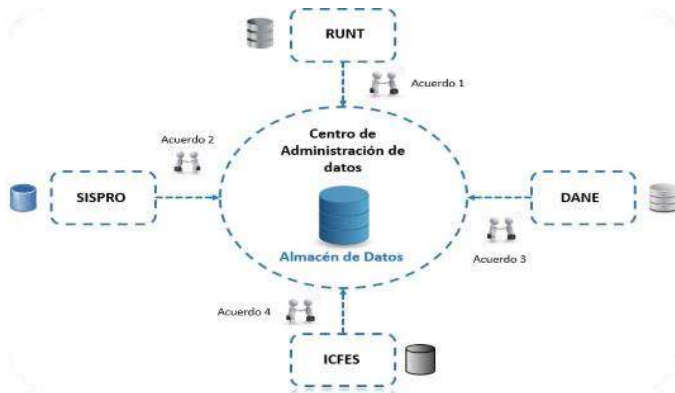 RUNT
Acuerdo 1
Centro de
Administración de
datos
Acuerdo 2
SISPRO
DANE
Almacén de Datos
Acuerdo 3
Acuerdo 4
ICFES